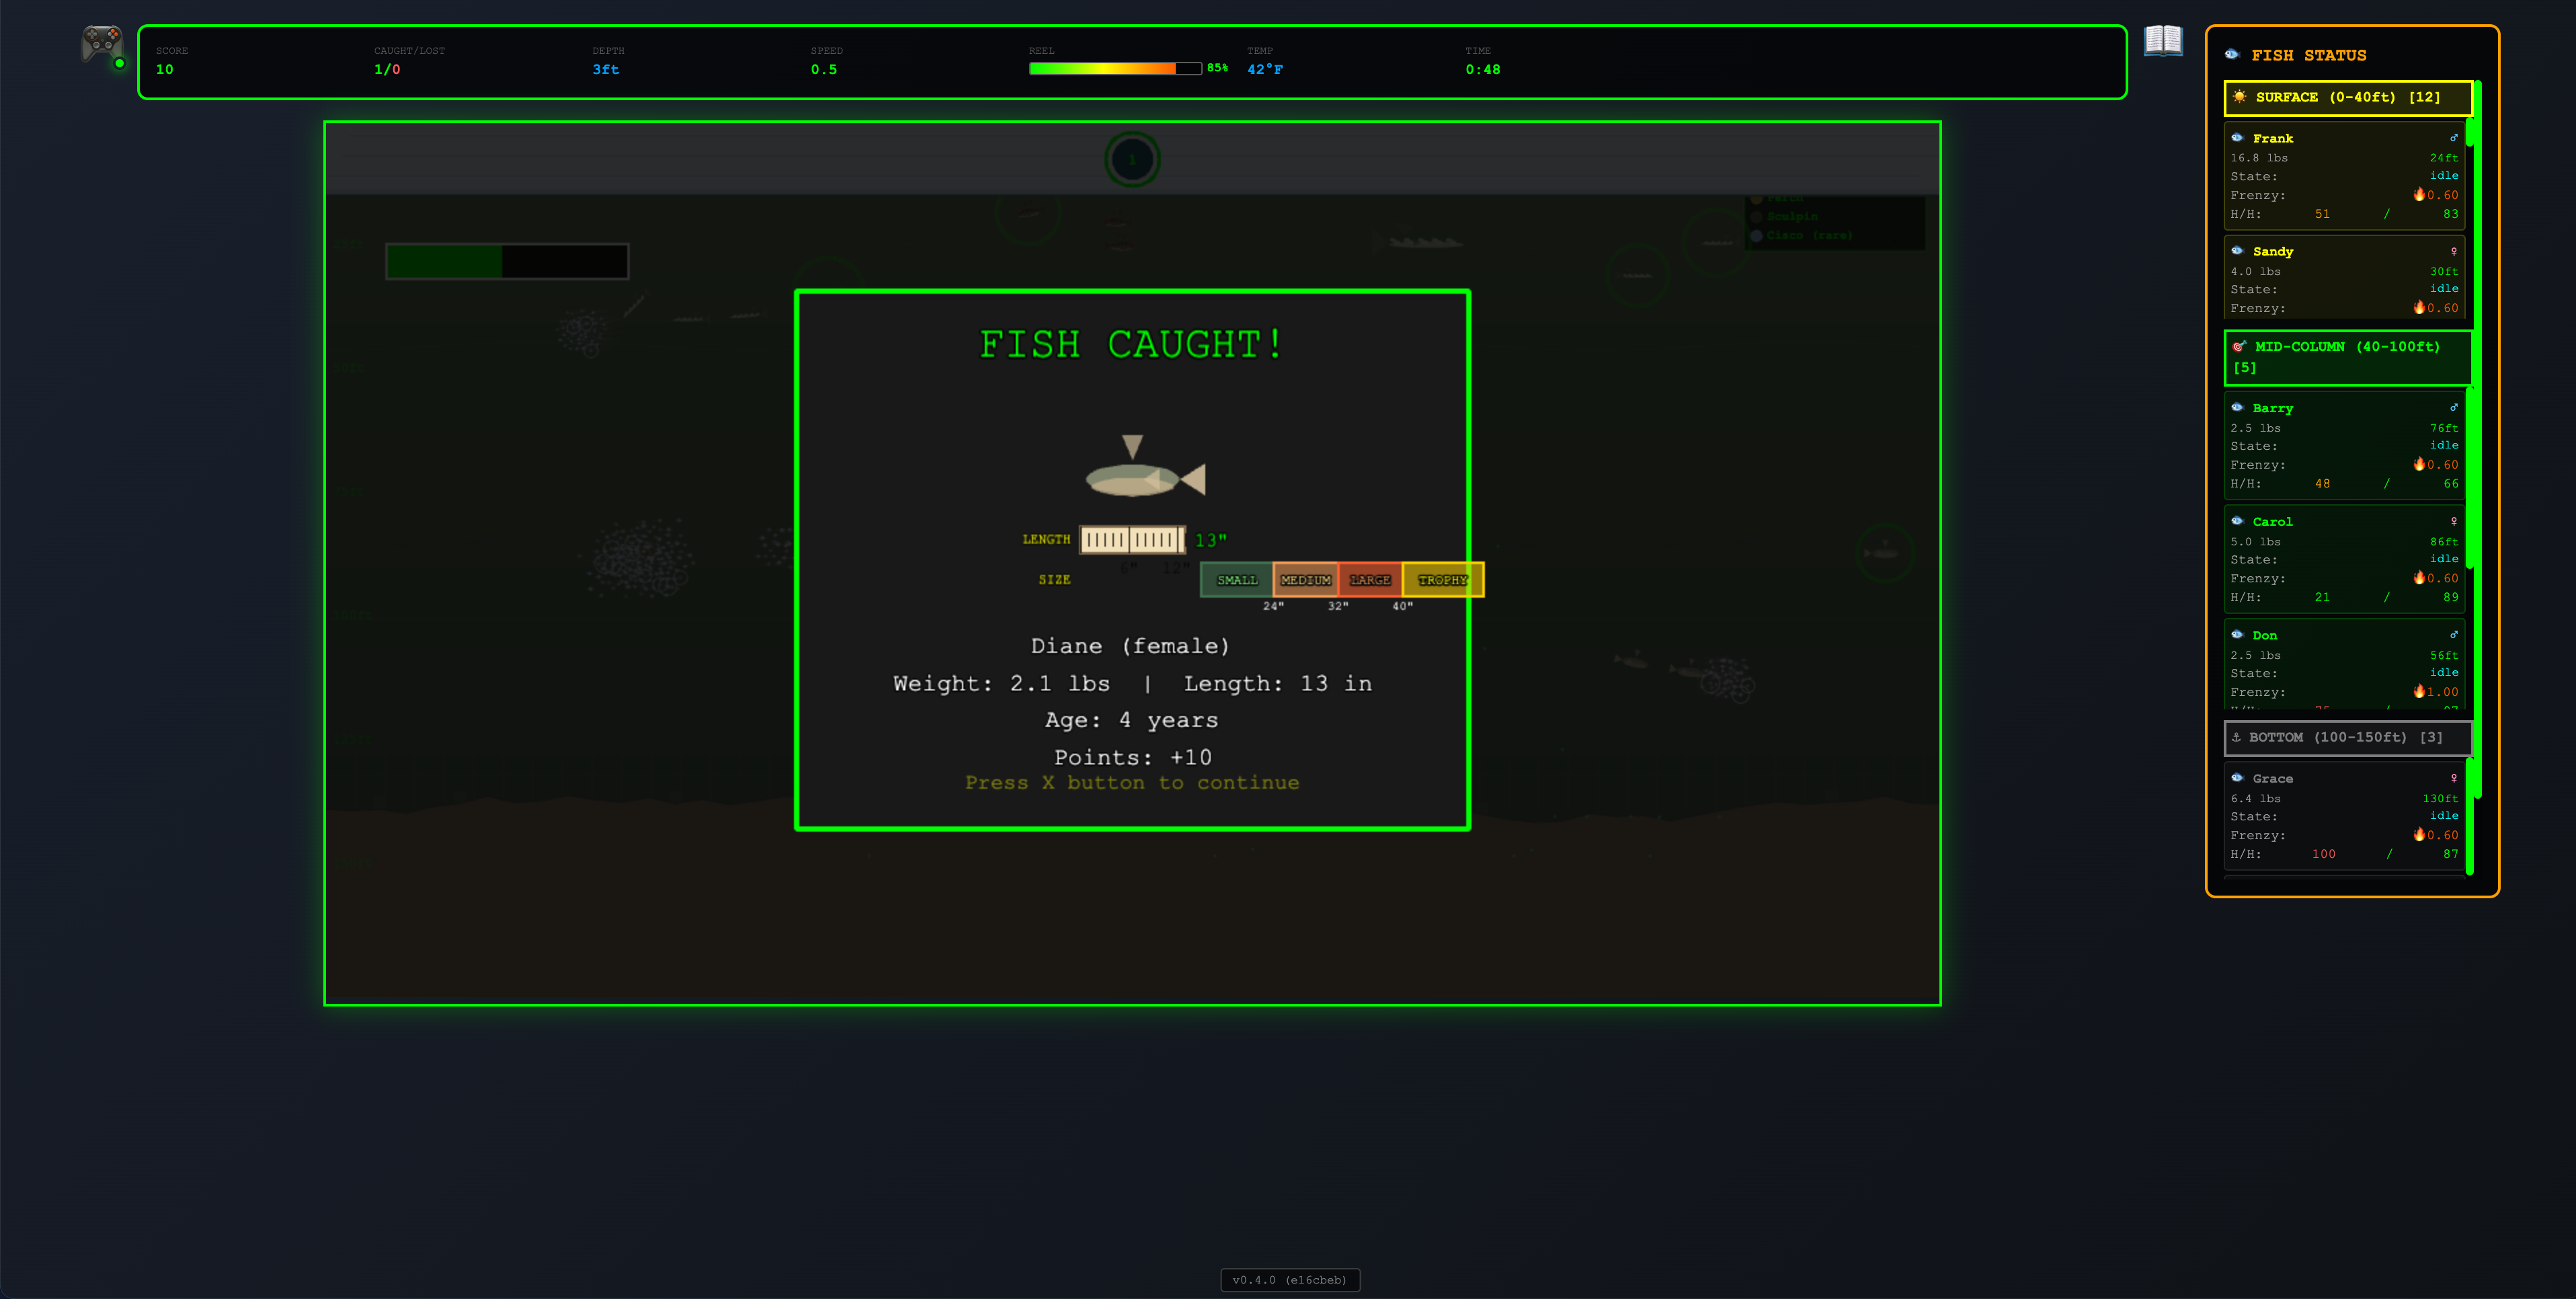 SCORE
10
CAUGHT/LOST
1/0
DEPTH
3ft
SPEED
0.5
REEL
85%
TEMP
42°F
TIME
0:48
1
Sculpin
Cisco (rare)
FISH CAUGHT!
LENGTH 13"
6" 12"
SIZE SMALL MEDIUM LARGE TROPHY
24" 32" 40"
Diane (female)
Weight: 2.1 lbs | Length: 13 in
Age: 4 years
Points: +10
Press X button to continue
FISH STATUS
SURFACE (0-40ft) [12]
Frank ♂
16.8 lbs 24ft
State: idle
Frenzy: 🔥0.60
H/H: 51 / 83
Sandy ♀
4.0 lbs 30ft
State: idle
Frenzy: 🔥0.60
MID-COLUMN (40-100ft)
[5]
Barry ♂
2.5 lbs 76ft
State: idle
Frenzy: 🔥0.60
H/H: 48 / 66
Carol ♀
5.0 lbs 86ft
State: idle
Frenzy: 🔥0.60
H/H: 21 / 89
Don ♂
2.5 lbs 56ft
State: idle
Frenzy: 🔥1.00
⚓ BOTTOM (100-150ft) [3]
Grace ♀
6.4 lbs 130ft
State: idle
Frenzy: 🔥0.60
H/H: 100 / 87
v0.4.0 (e16cbeb)